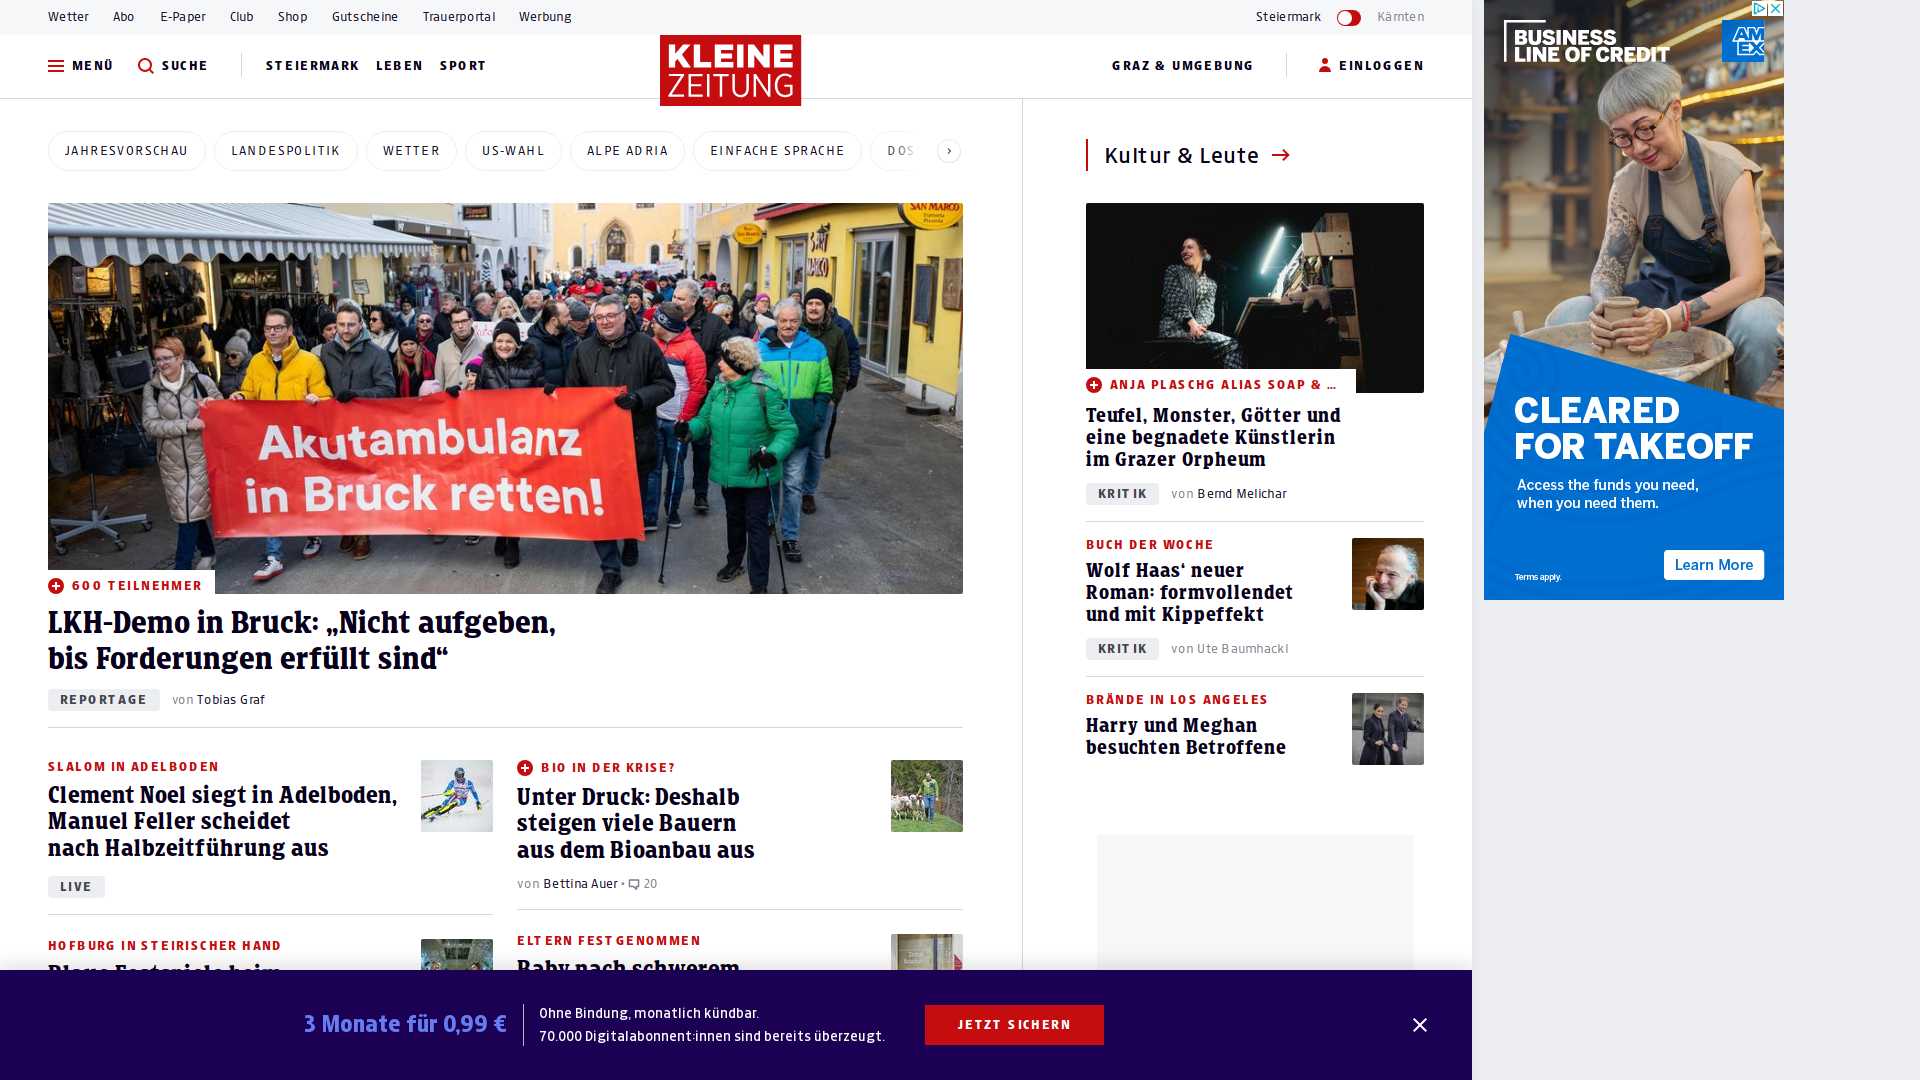 Wetter Abo E-Paper Club Shop Gutscheine Trauerportal Werbung Steiermark Kärnten
MENÜ SUCHE STEIERMARK LEBEN SPORT
KLEINE
ZEITUNG
GRAZ & UMGEBUNG EINLOGGEN
JAHRESVORSCHAU LANDESPOLITIK WETTER US-WAHL ALPE ADRIA EINFACHE SPRACHE DOS
SAN MARCO
Akutambulanz
in Bruck retten!
600 TEILNEHMER
LKH-Demo in Bruck: „Nicht aufgeben,
bis Forderungen erfüllt sind“
REPORTAGE von Tobias Graf
SLALOM IN ADELBODEN
Clement Noel siegt in Adelboden,
Manuel Feller scheidet
nach Halbzeitführung aus
LIVE
HOFBURG IN STEIRISCHER HAND
BIO IN DER KRISE?
Unter Druck: Deshalb
steigen viele Bauern
aus dem Bioanbau aus
von Bettina Auer • 20
ELTERN FESTGENOMMEN
Baby nach schwerem
Kultur & Leute
ANJA PLASCHG ALIAS SOAP & …
Teufel, Monster, Götter und
eine begnadete Künstlerin
im Grazer Orpheum
KRITIK von Bernd Melichar
BUCH DER WOCHE
Wolf Haas‘ neuer
Roman: formvollendet
und mit Kippeffekt
KRITIK von Ute Baumhackl
BRÄNDE IN LOS ANGELES
Harry und Meghan
besuchten Betroffene
BUSINESS
LINE OF CREDIT
AM
EX
CLEARED
FOR TAKEOFF
Access the funds you need,
when you need them.
Learn More
Terms apply.
3 Monate für 0,99 €
Ohne Bindung, monatlich kündbar.
70.000 Digitalabonnent:innen sind bereits überzeugt.
JETZT SICHERN